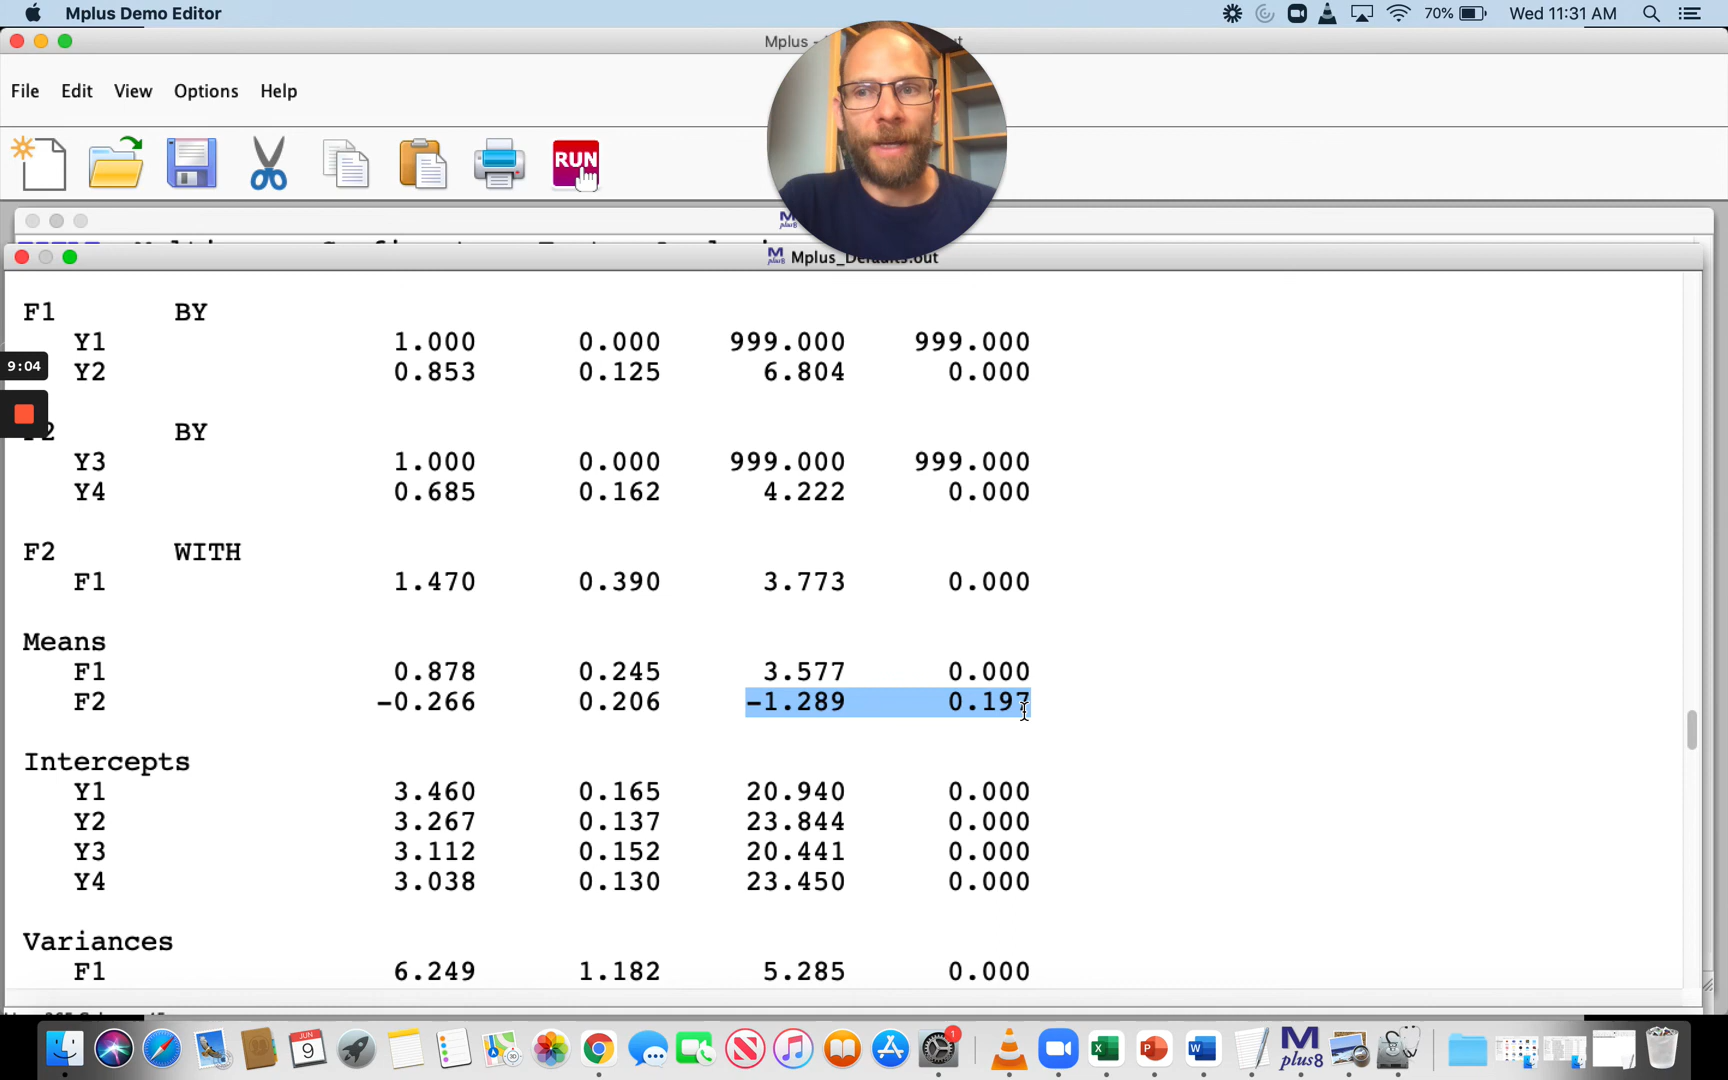 Mplus Demo Editor
70%
Wed 11:31 AM
Mplus -
File Edit View Options Help
RUN
Mplus_Defaults.out
F1 BY
Y1 1.000 0.000 999.000 999.000
9:04
Y2 0.853 0.125 6.804 0.000
F2 BY
Y3 1.000 0.000 999.000 999.000
Y4 0.685 0.162 4.222 0.000
F2 WITH
F1 1.470 0.390 3.773 0.000
Means
F1 0.878 0.245 3.577 0.000
F2 -0.266 0.206 -1.289 0.197
Intercepts
Y1 3.460 0.165 20.940 0.000
Y2 3.267 0.137 23.844 0.000
Y3 3.112 0.152 20.441 0.000
Y4 3.038 0.130 23.450 0.000
Variances
F1 6.249 1.182 5.285 0.000
JUN
9
1
M
plus8